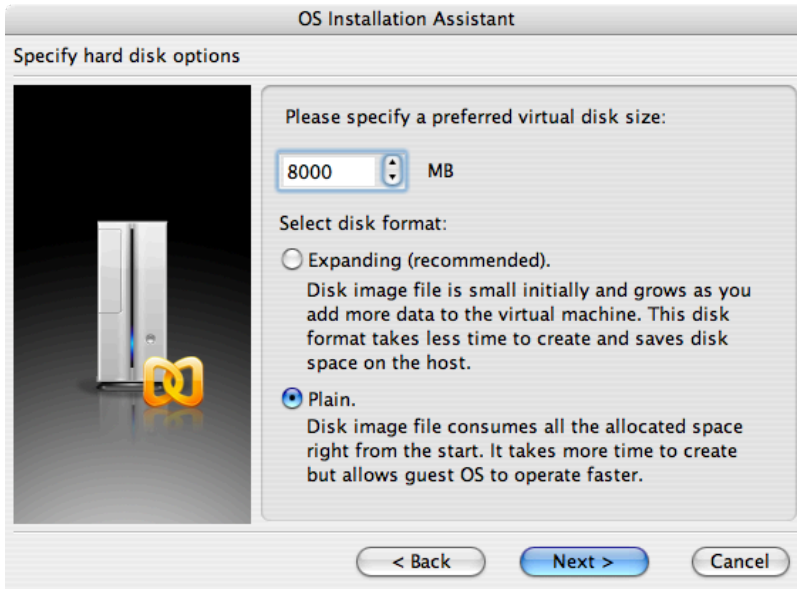 OS Installation Assistant
Specify hard disk options
Please specify a preferred virtual disk size:
8000 MB
Select disk format:
Expanding (recommended).
Disk image file is small initially and grows as you
add more data to the virtual machine. This disk
format takes less time to create and saves disk
space on the host.
Plain.
Disk image file consumes all the allocated space
right from the start. It takes more time to create
but allows guest OS to operate faster.
< Back Next > Cancel